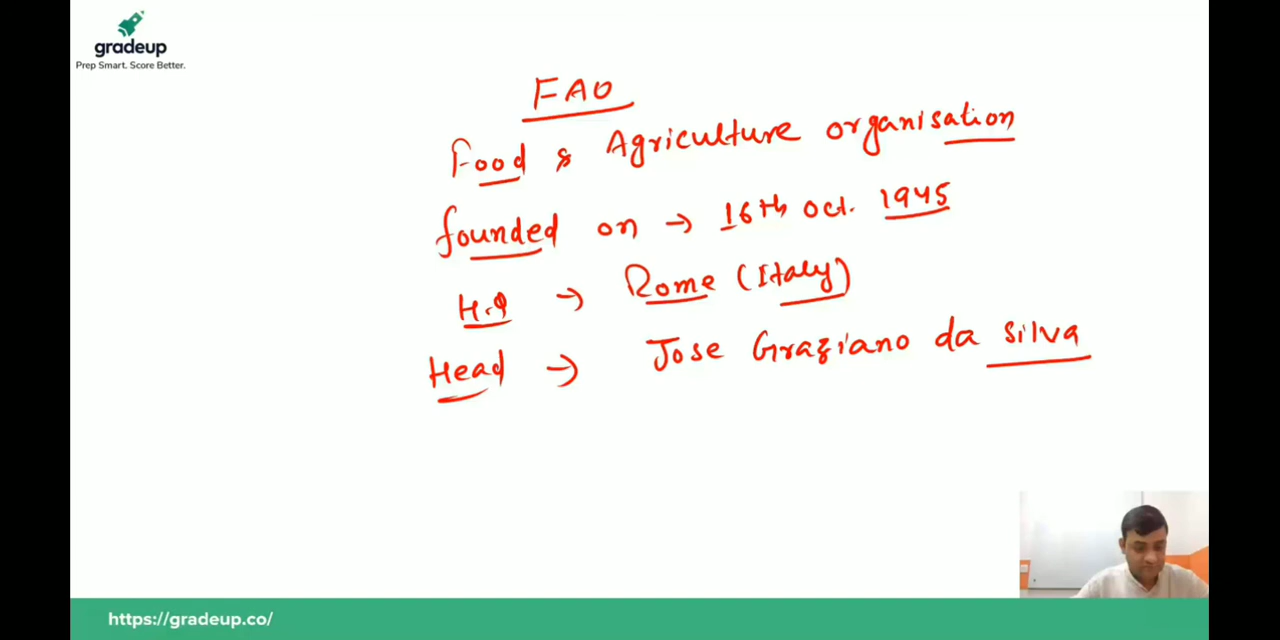 gradeup
Prep Smart. Score Better.
FAO
Food & Agriculture organisation
founded on → 16th oct. 1945
H.Q → Rome (Italy)
Head → Jose Graziano da silva
https://gradeup.co/